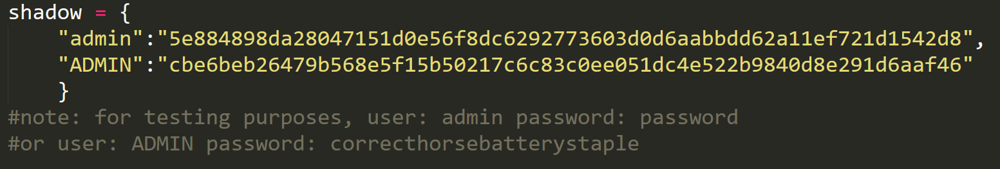 shadow = {
"admin":"5e884898da28047151d0e56f8dc6292773603d0d6aabbdd62a11ef721d1542d8",
"ADMIN":"cbe6beb26479b568e5f15b50217c6c83c0ee051dc4e522b9840d8e291d6aaf46"
}
#note: for testing purposes, user: admin password: password
#or user: ADMIN password: correcthorsebatterystaple